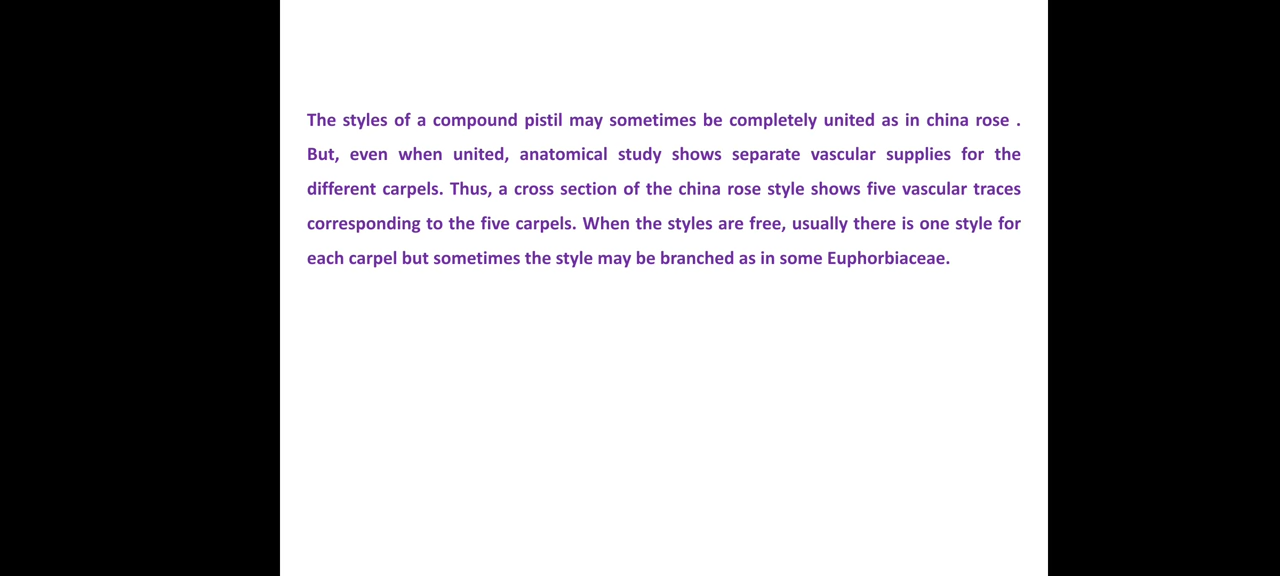 The styles of a compound pistil may sometimes be completely united as in china rose .
But, even when united, anatomical study shows separate vascular supplies for the
different carpels. Thus, a cross section of the china rose style shows five vascular traces
corresponding to the five carpels. When the styles are free, usually there is one style for
each carpel but sometimes the style may be branched as in some Euphorbiaceae.